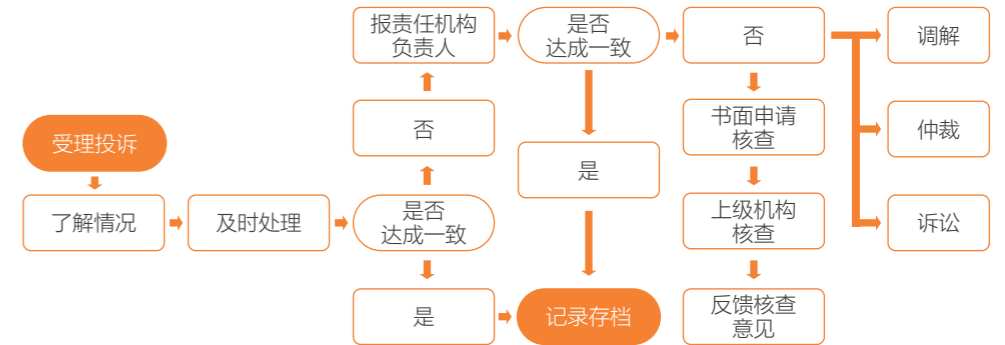 受理投诉
了解情况
及时处理
是否
达成一致
否
报责任机构
负责人
是
记录存档
是否
达成一致
是
否
书面申请
核查
上级机构
核查
反馈核查
意见
调解
仲裁
诉讼